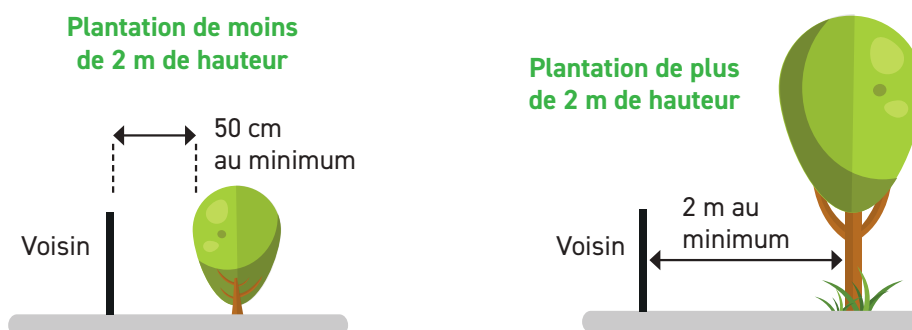 Plantation de moins
de 2 m de hauteur
50 cm
au minimum
Voisin
Plantation de plus
de 2 m de hauteur
2 m au
minimum
Voisin